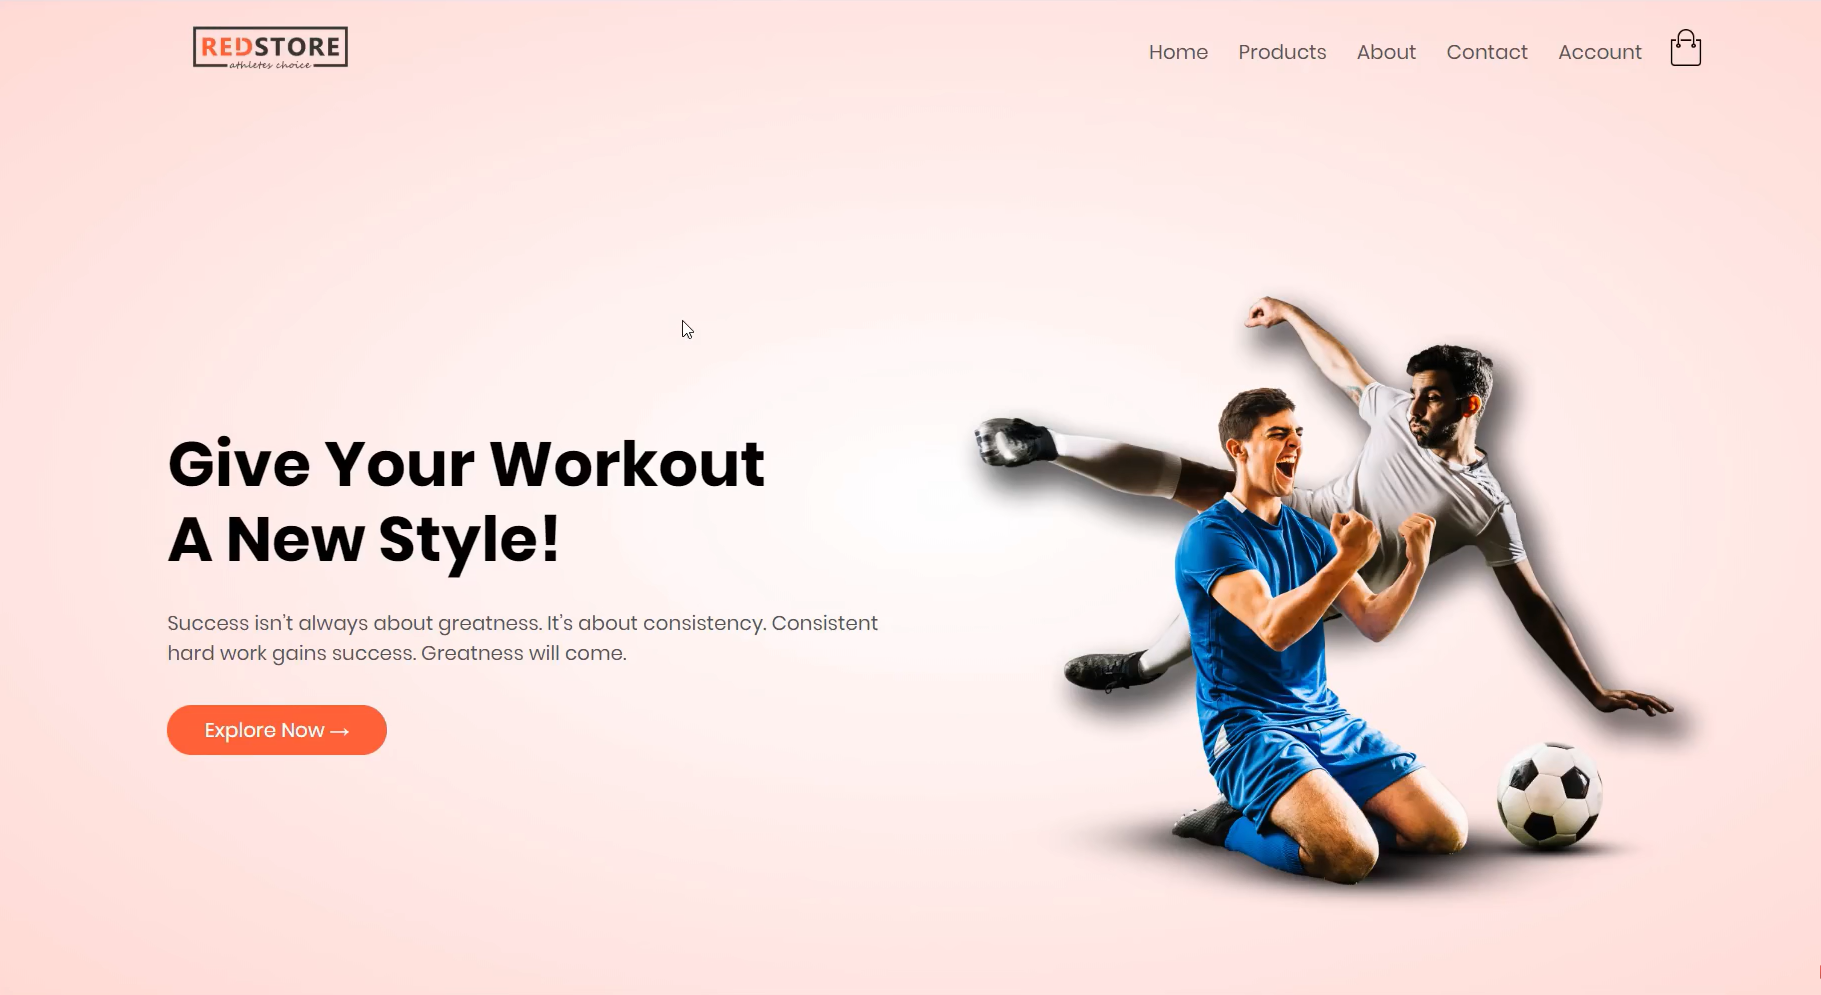 REDSTORE
athletes choice
Home Products About Contact Account
Give Your Workout
A New Style!
Success isn't always about greatness. It's about consistency. Consistent
hard work gains success. Greatness will come.
Explore Now →